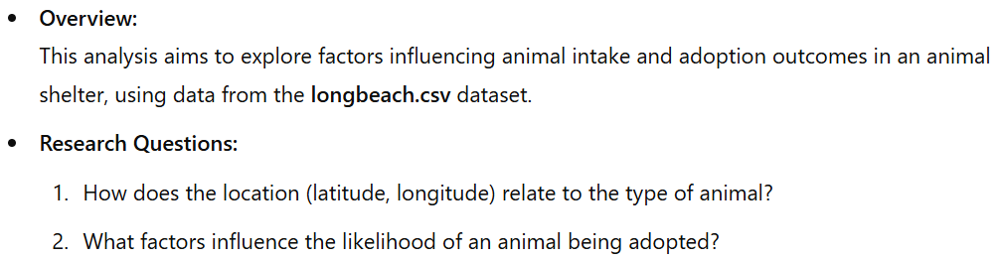 • Overview:
This analysis aims to explore factors influencing animal intake and adoption outcomes in an animal
shelter, using data from the longbeach.csv dataset.
• Research Questions:
1. How does the location (latitude, longitude) relate to the type of animal?
2. What factors influence the likelihood of an animal being adopted?